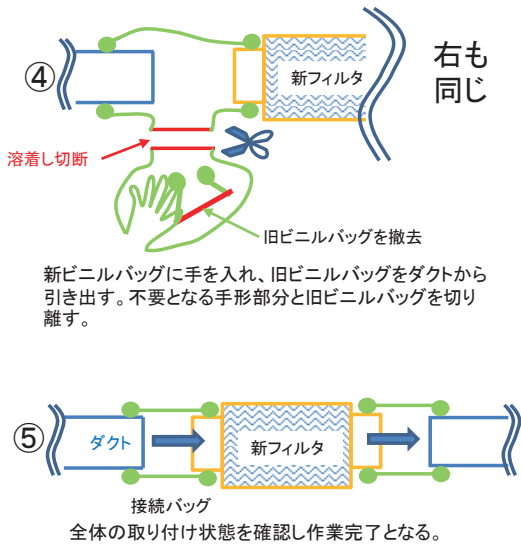 ④
新フィルタ
右も
同じ
溶着し切断
旧ビニルバッグを撤去
新ビニルバッグに手を入れ、旧ビニルバッグをダクトから
引き出す。不要となる手形部分と旧ビニルバッグを切り
離す。
⑤
ダクト
新フィルタ
接続バッグ
全体の取り付け状態を確認し作業完了となる。